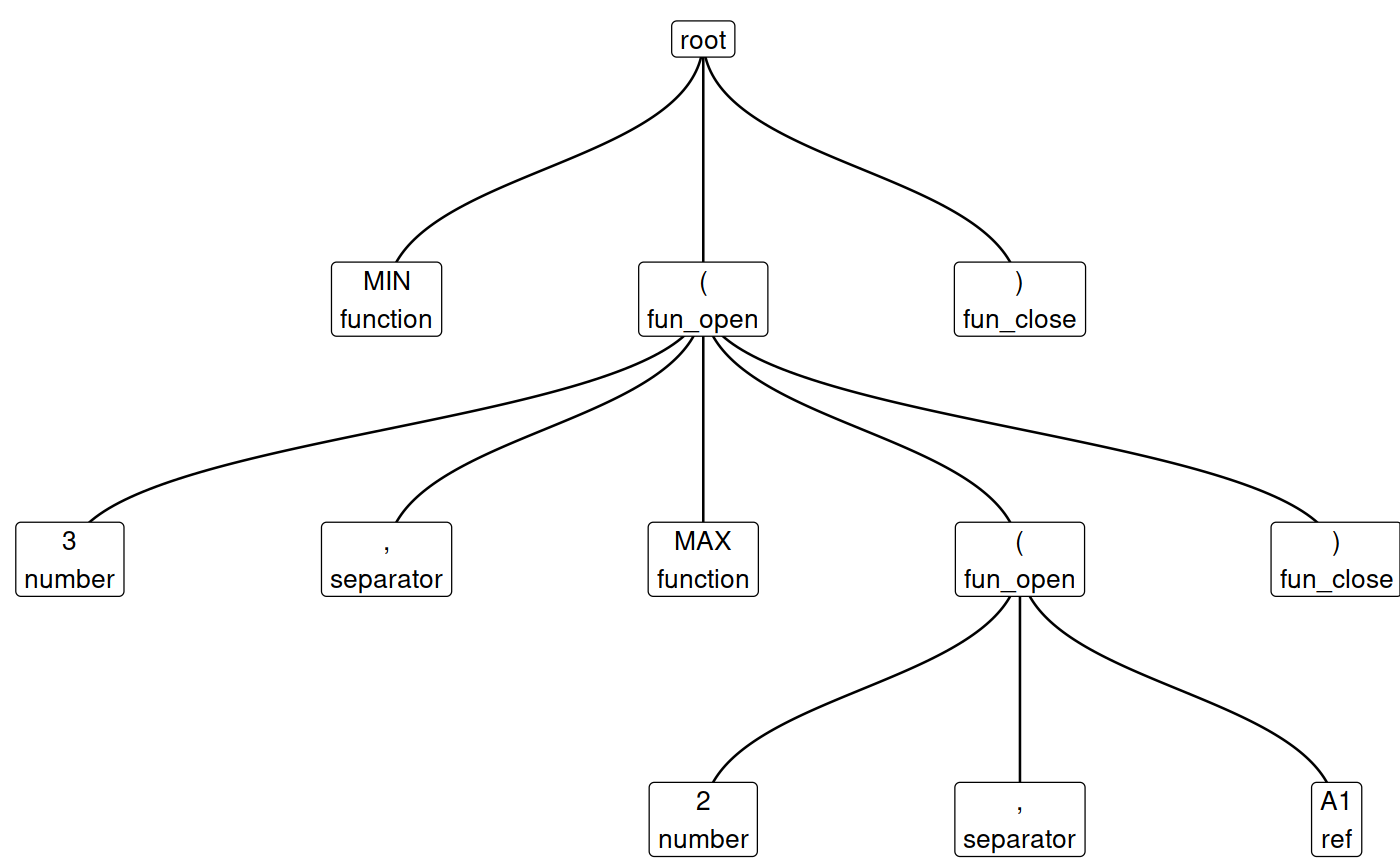 root
MIN
function
(
fun_open
)
fun_close
3
number
,
separator
MAX
function
(
fun_open
)
fun_close
2
number
,
separator
A1
ref